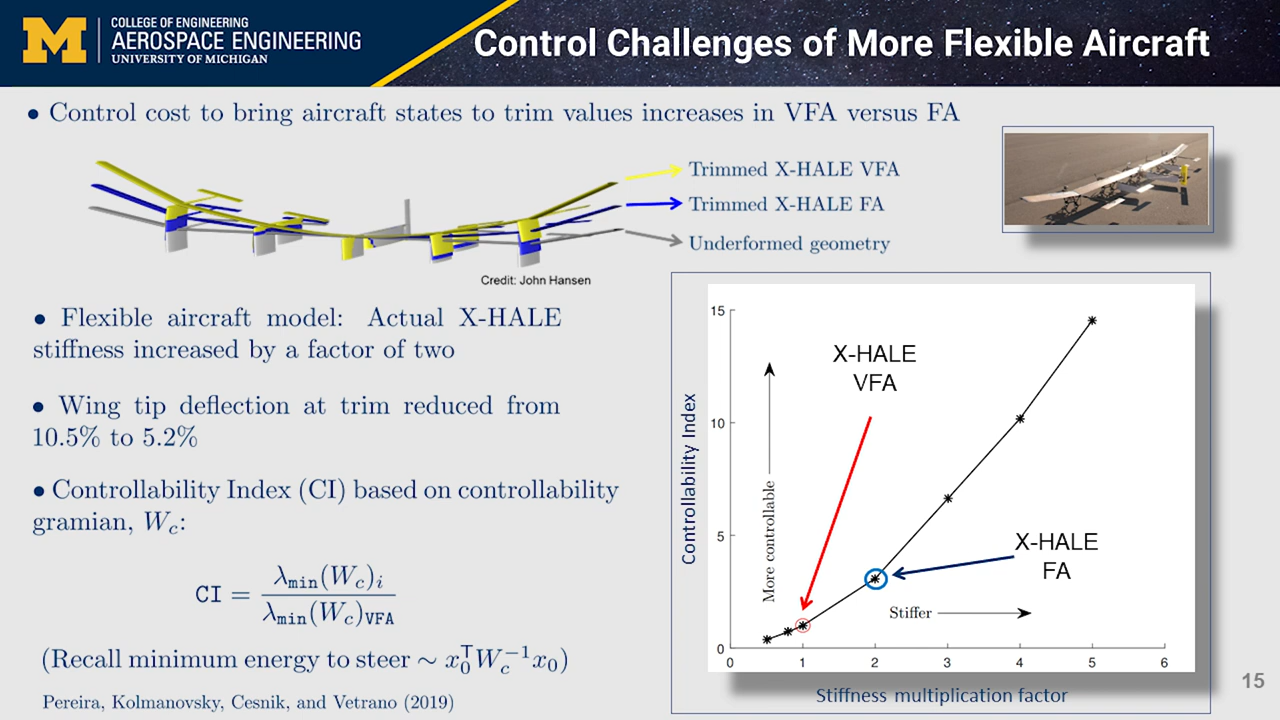 COLLEGE OF ENGINEERING
AEROSPACE ENGINEERING
UNIVERSITY OF MICHIGAN
Control Challenges of More Flexible Aircraft
• Control cost to bring aircraft states to trim values increases in VFA versus FA
Trimmed X-HALE VFA
Trimmed X-HALE FA
Underformed geometry
Credit: John Hansen
• Flexible aircraft model: Actual X-HALE
stiffness increased by a factor of two
• Wing tip deflection at trim reduced from
10.5% to 5.2%
• Controllability Index (CI) based on controllability
gramian, W_c:
CI = λ_min(W_c)_i / λ_min(W_c)_VFA
(Recall minimum energy to steer ∼ x_0^⊤ W_c^{-1} x_0)
Pereira, Kolmanovsky, Cesnik, and Vetrano (2019)
Controllability Index
15
10
5
0
More controllable
X-HALE
VFA
X-HALE
FA
Stiffer
0 1 2 3 4 5 6
Stiffness multiplication factor
15